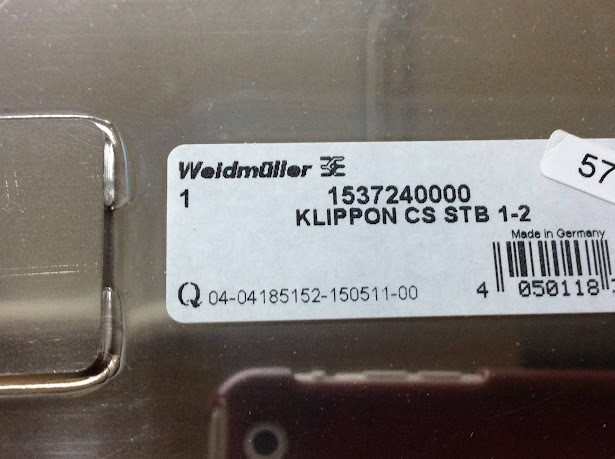 Weidmüller
1
1537240000
KLIPPON CS STB 1-2
Made in Germany
Q 04-04185152-150511-00
4 050118
57